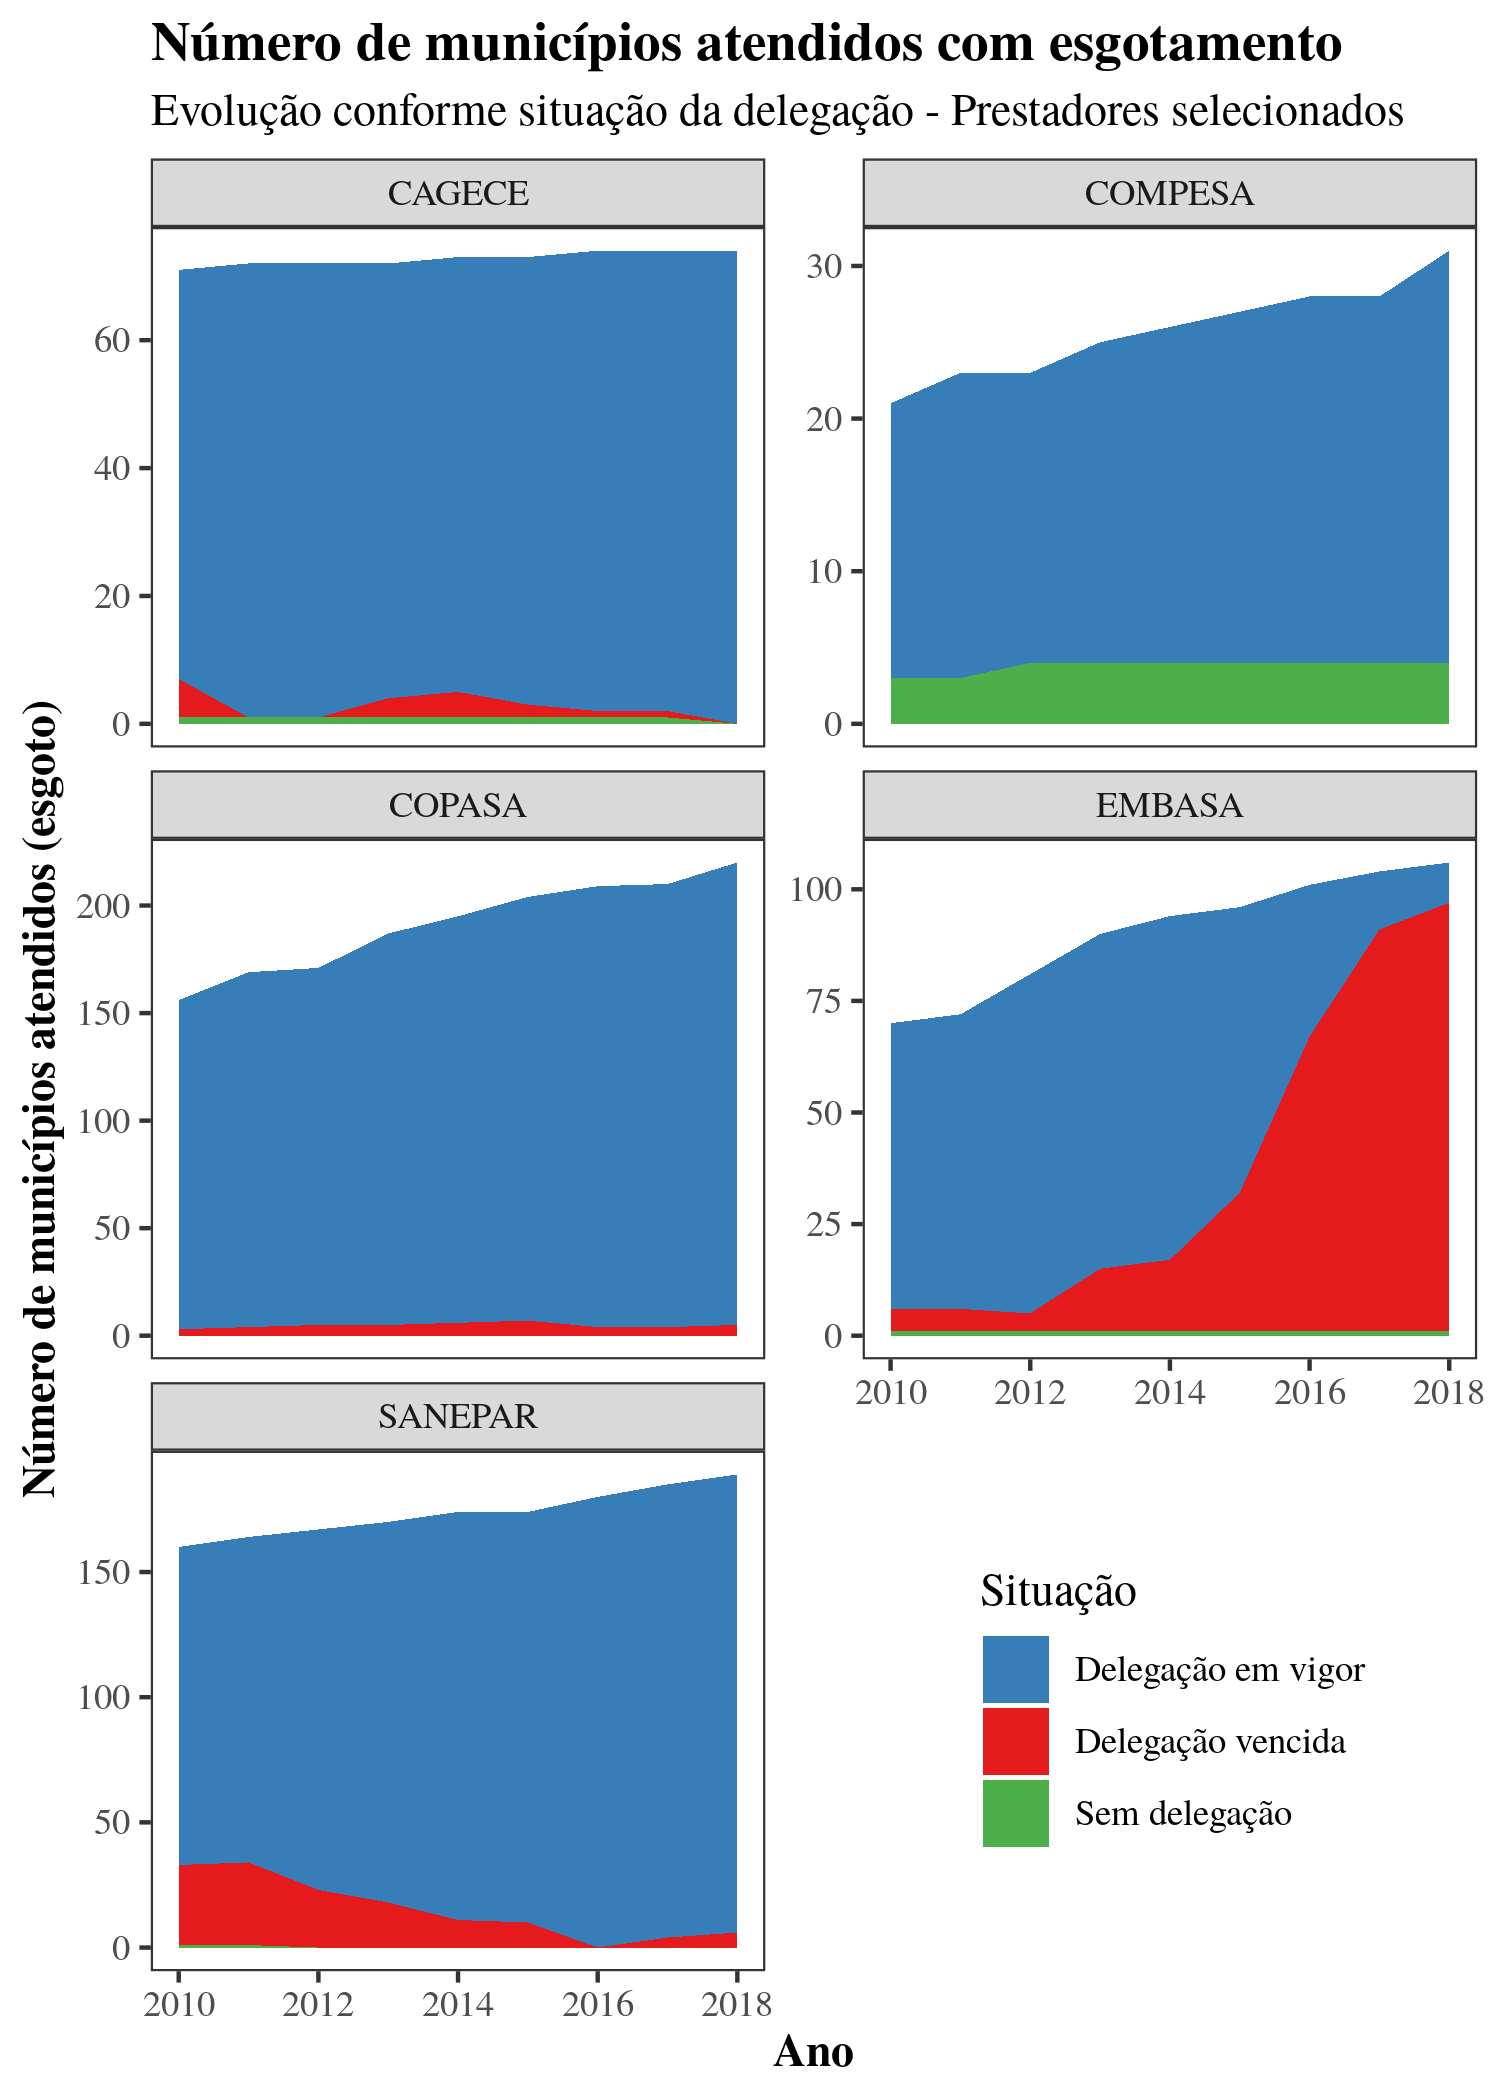 Número de municípios atendidos com esgotamento
Evolução conforme situação da delegação - Prestadores selecionados
Número de municípios atendidos (esgoto)
CAGECE
60
40
20
0
COMPESA
30
20
10
0
COPASA
200
150
100
50
0
EMBASA
100
75
50
25
0
2010 2012 2014 2016 2018
SANEPAR
150
100
50
0
2010 2012 2014 2016 2018
Situação
Delegação em vigor
Delegação vencida
Sem delegação
Ano